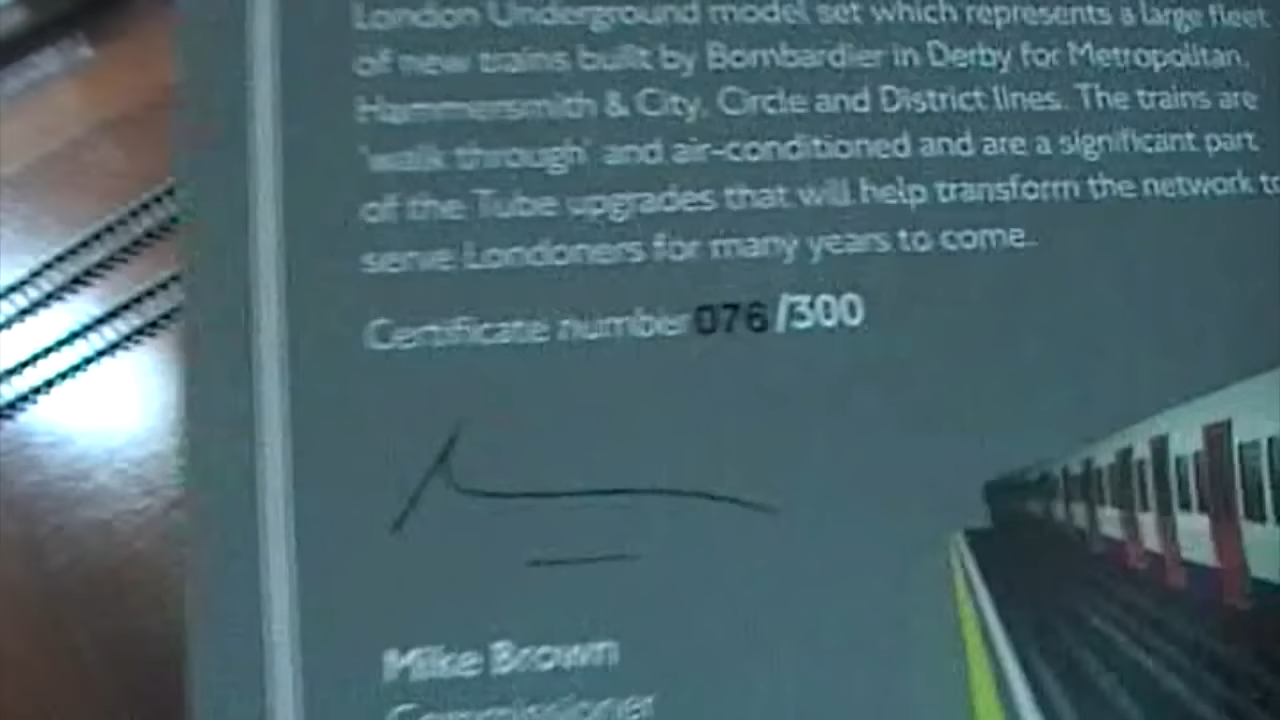 London Underground model set which represents a large fleet
of new trains built by Bombardier in Derby for Metropolitan,
Hammersmith & City, Circle and District lines. The trains are
'walk through' and air-conditioned and are a significant part
of the Tube upgrades that will help transform the network to
serve Londoners for many years to come.
Certificate number 076/300
Mike Brown
Commissioner